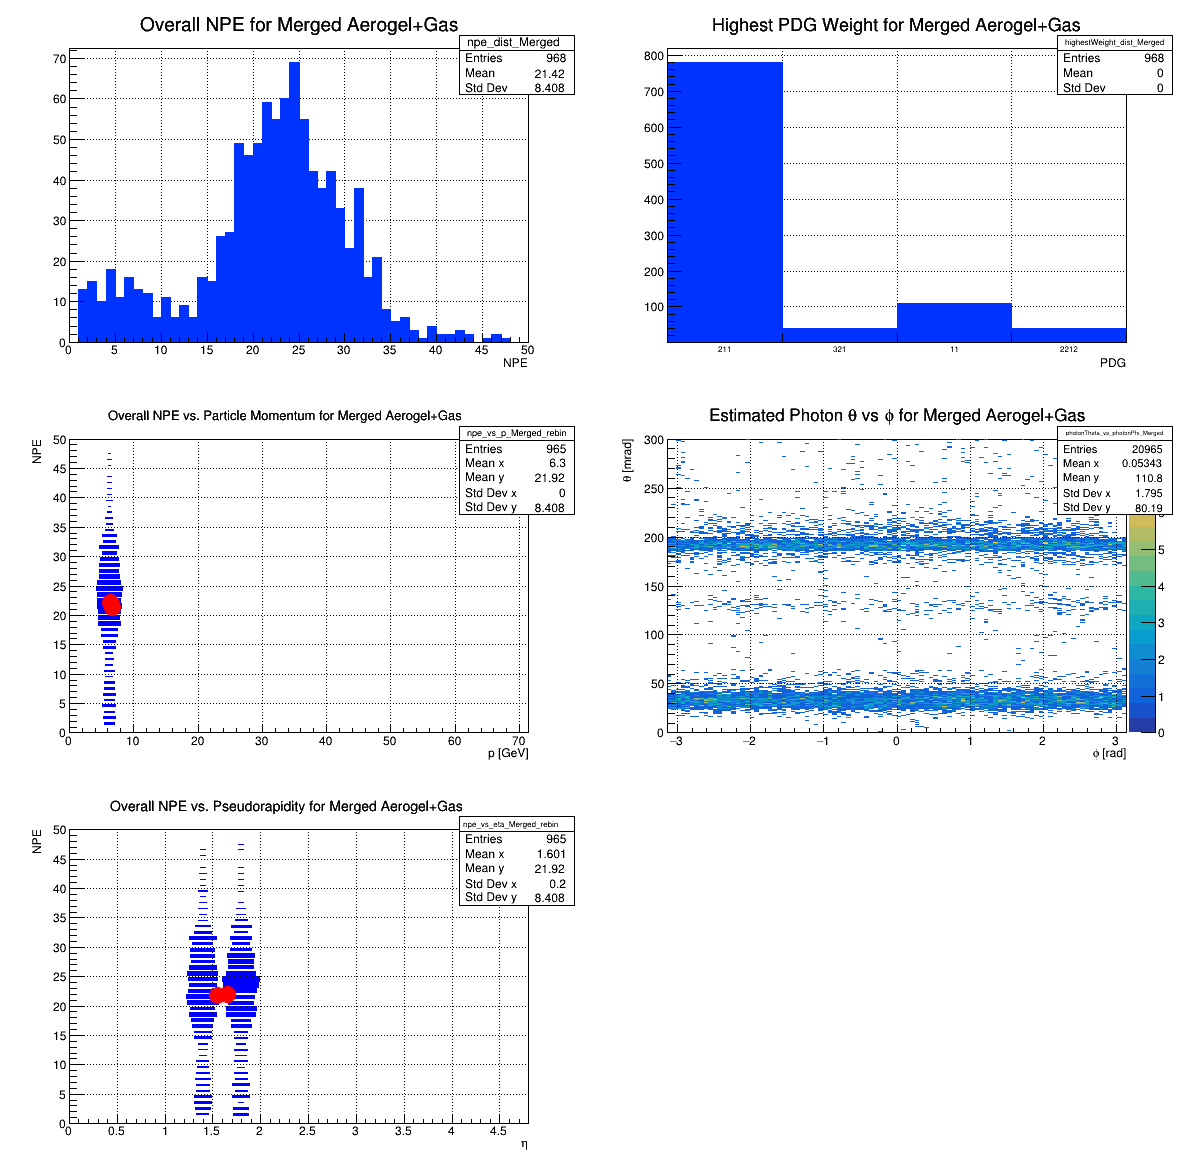 Overall NPE for Merged Aerogel+Gas
npe_dist_Merged
Entries 968
Mean 21.42
Std Dev 8.408
70
60
50
40
30
20
10
0
0 5 10 15 20 25 30 35 40 45 50
NPE
Highest PDG Weight for Merged Aerogel+Gas
highestWeight_dist_Merged
Entries 968
Mean 0
Std Dev 0
800
700
600
500
400
300
200
100
211 321 11 2212
PDG
Overall NPE vs. Particle Momentum for Merged Aerogel+Gas
npe_vs_p_Merged_rebin
Entries 965
Mean x 6.3
Mean y 21.92
Std Dev x 0
Std Dev y 8.408
NPE
50
45
40
35
30
25
20
15
10
5
0
0 10 20 30 40 50 60 70
p [GeV]
Estimated Photon θ vs ϕ for Merged Aerogel+Gas
photonTheta_vs_photonPhi_Merged
Entries 20965
Mean x 0.05343
Mean y 110.8
Std Dev x 1.795
Std Dev y 80.19
θ [mrad]
300
250
200
150
100
50
0
−3 −2 −1 0 1 2 3
ϕ [rad]
5
4
3
2
1
0
Overall NPE vs. Pseudorapidity for Merged Aerogel+Gas
npe_vs_eta_Merged_rebin
Entries 965
Mean x 1.601
Mean y 21.92
Std Dev x 0.2
Std Dev y 8.408
NPE
50
45
40
35
30
25
20
15
10
5
0
0 0.5 1 1.5 2 2.5 3 3.5 4 4.5
η